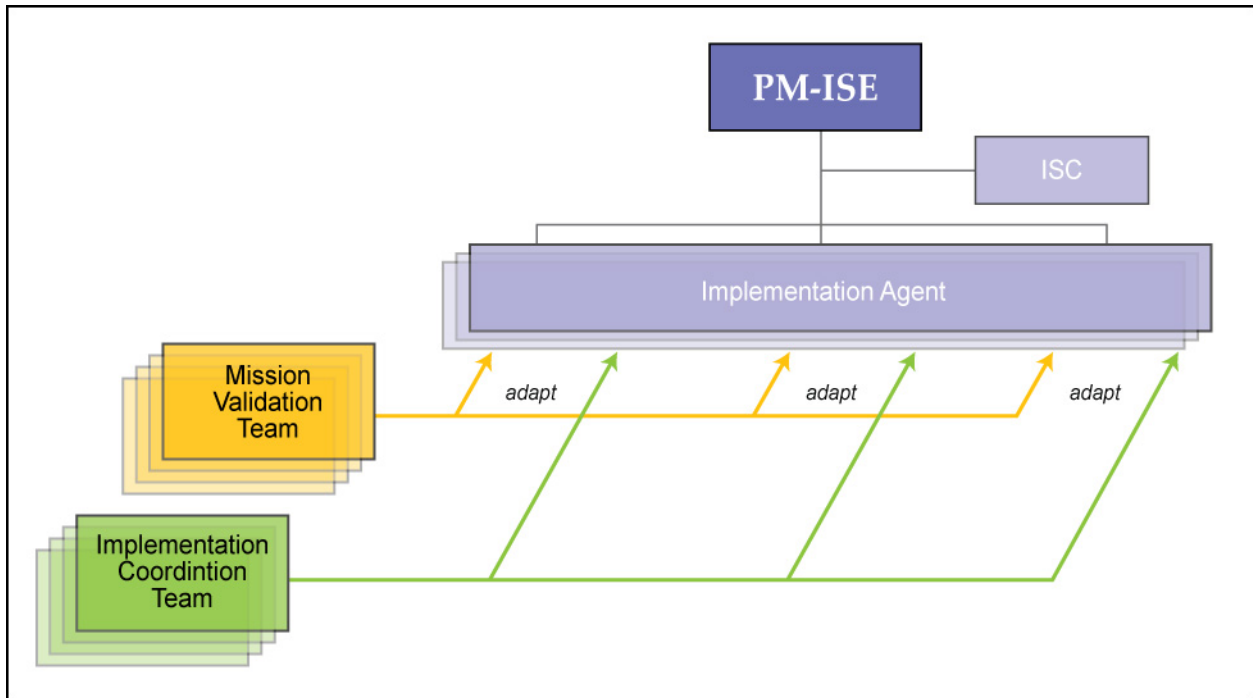 PM-ISE
ISC
Implementation Agent
Mission
Validation
Team
adapt
adapt
adapt
Implementation
Coordintion
Team